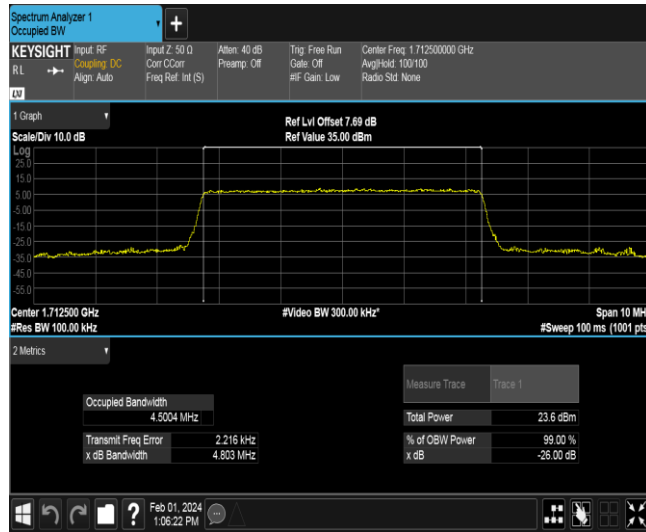 Spectrum Analyzer 1
Occupied BW
+
KEYSIGHT Input: RF Input Z: 50 Ω Atten: 40 dB Trig: Free Run Center Freq: 1.712500000 GHz
RL Coupling: DC Corr CCorr Preamp: Off Gate: Off Avg|Hold: 100/100
Align: Auto Freq Ref: Int (S) #IF Gain: Low Radio Std: None
LXI
1 Graph
Ref Lvl Offset 7.69 dB
Scale/Div 10.0 dB Ref Value 35.00 dBm
Log
25.0
15.0
5.00
-5.00
-15.0
-25.0
-35.0
-45.0
-55.0
Center 1.712500 GHz #Video BW 300.00 kHz* Span 10 MH
#Res BW 100.00 kHz #Sweep 100 ms (1001 pts
2 Metrics
Measure Trace Trace 1
Occupied Bandwidth
4.5004 MHz
Total Power 23.6 dBm
Transmit Freq Error 2.216 kHz % of OBW Power 99.00 %
x dB Bandwidth 4.803 MHz x dB -26.00 dB
? Feb 01, 2024
1:06:22 PM